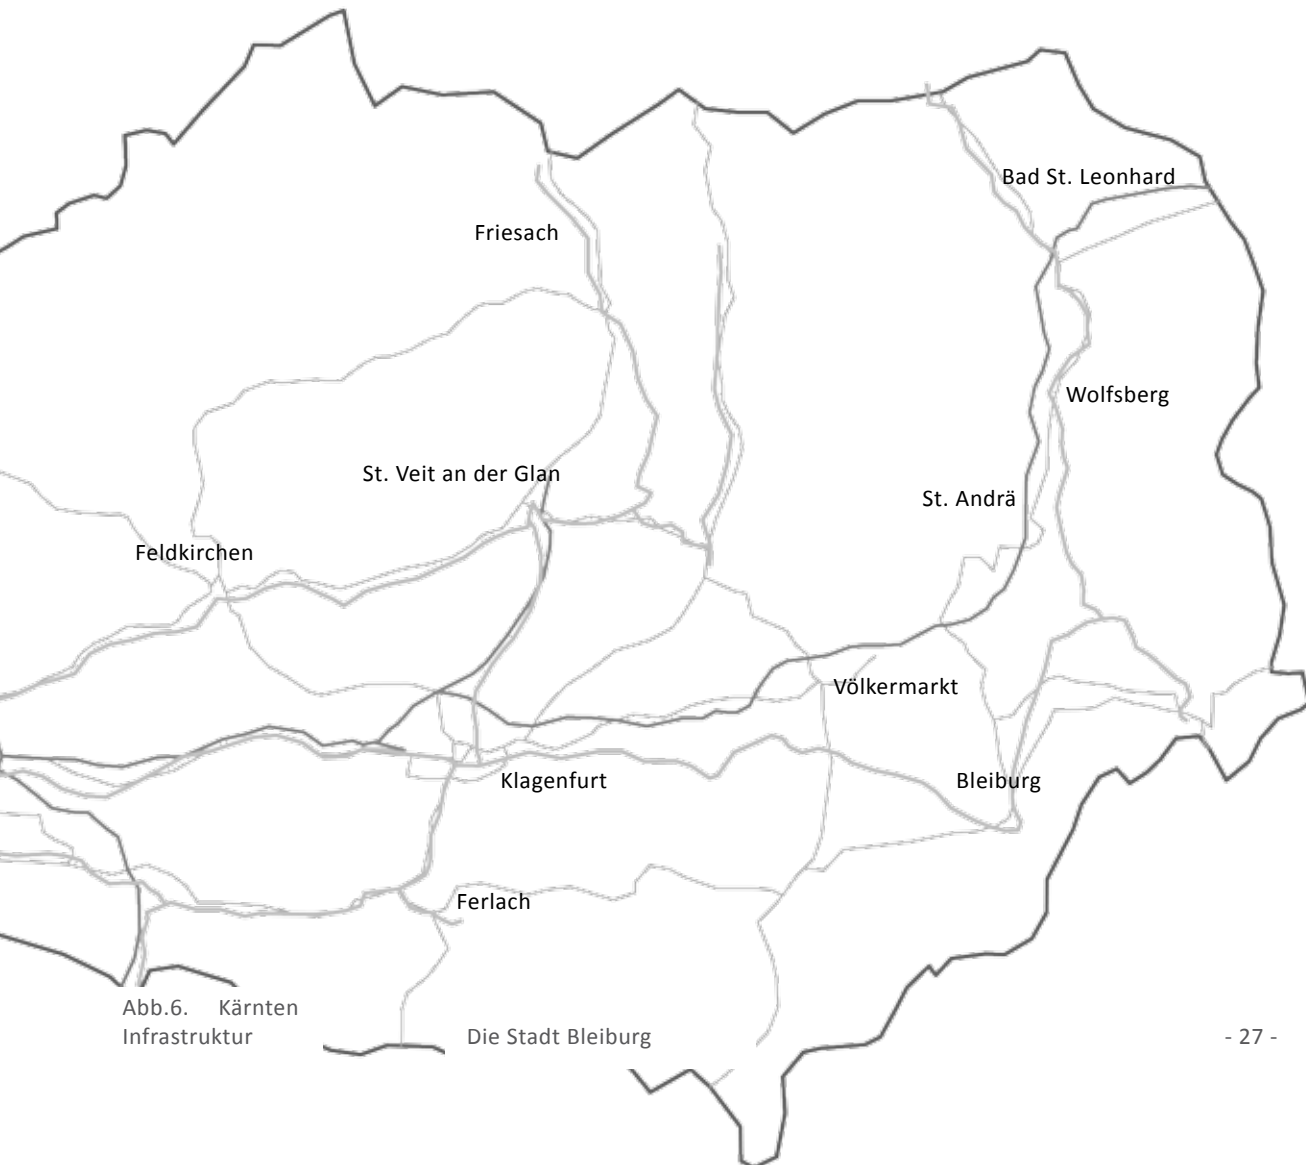 Bad St. Leonhard
Friesach
Wolfsberg
St. Veit an der Glan
St. Andrä
Feldkirchen
Völkermarkt
Klagenfurt
Bleiburg
Ferlach
Abb.6. Kärnten
Infrastruktur
Die Stadt Bleiburg
- 27 -